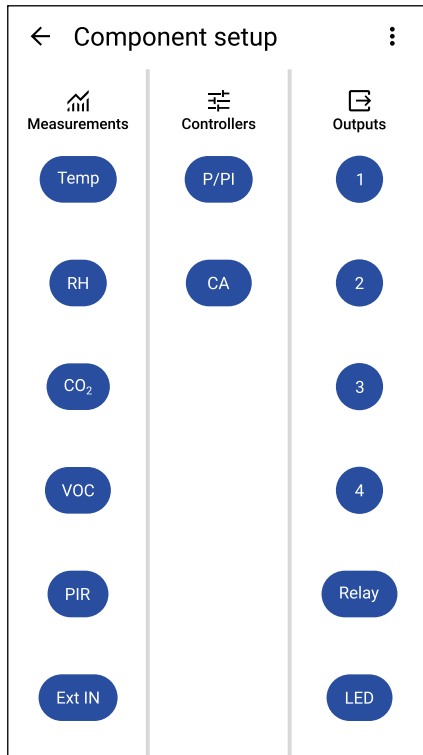 Component setup
Measurements
Controllers
Outputs
Temp
P/PI
1
RH
CA
2
CO₂
3
VOC
4
PIR
Relay
Ext IN
LED